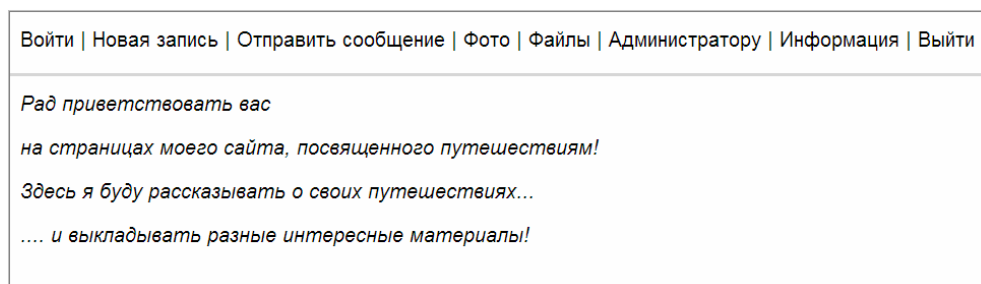 Войти | Новая запись | Отправить сообщение | Фото | Файлы | Администратору | Информация | Выйти
Рад приветствовать вас
на страницах моего сайта, посвященного путешествиям!
Здесь я буду рассказывать о своих путешествиях...
.... и выкладывать разные интересные материалы!